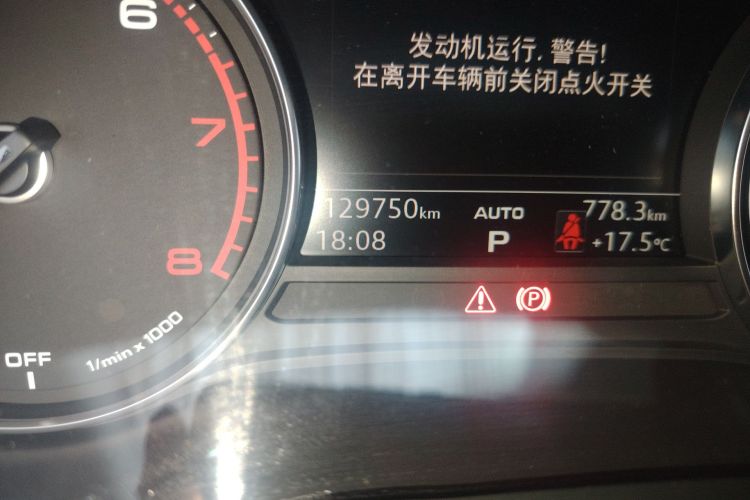 6
发动机运行.警告!
在离开车辆前关闭点火开关
7
129750km AUTO 778.3km
18:08 P +17.5°C
8
P
1/min x 1000
OFF